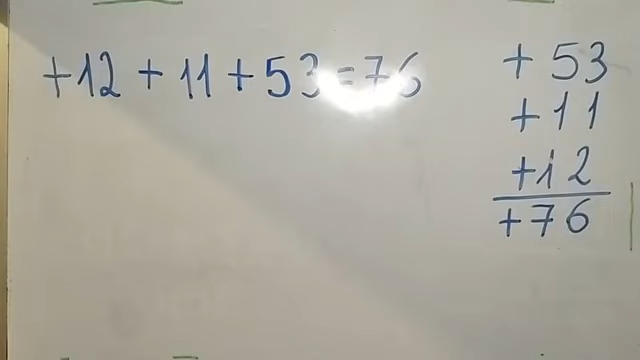 +12 + 11 + 53 = 76
+ 53
+ 11
+12
+76